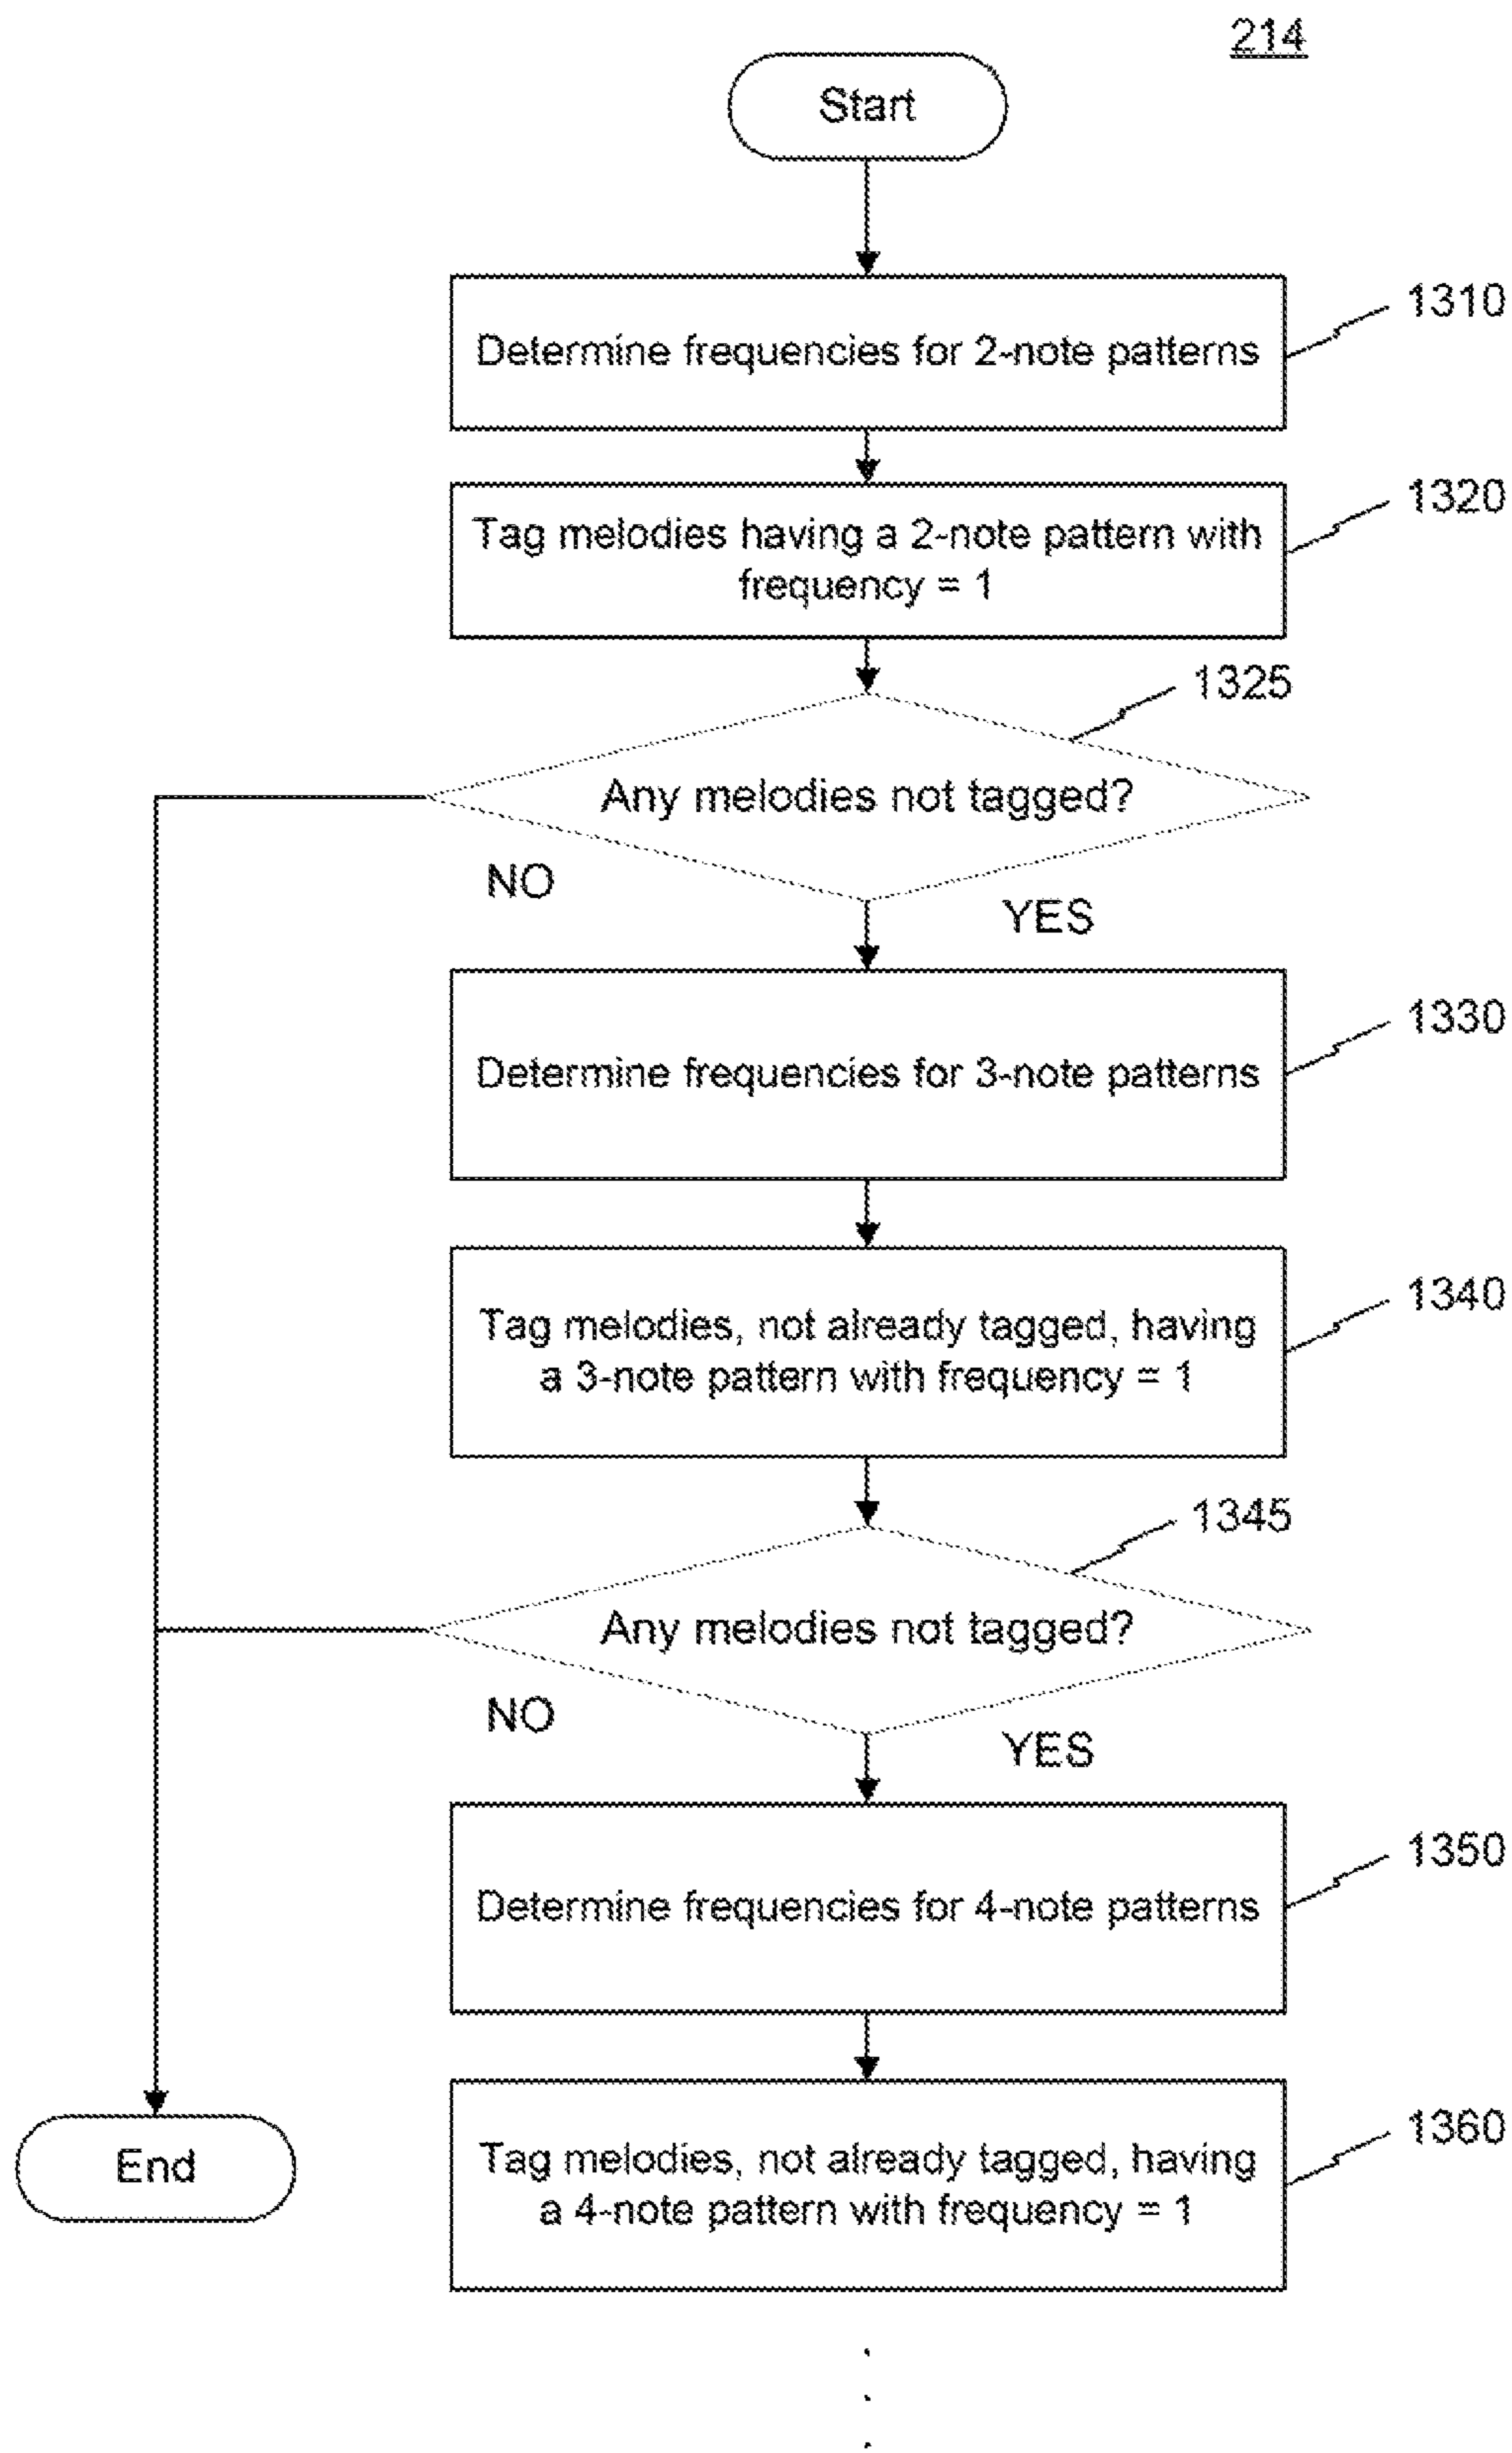 214
Start
Determine frequencies for 2-note patterns
1310
Tag melodies having a 2-note pattern with
frequency = 1
1320
1325
Any melodies not tagged?
NO
YES
Determine frequencies for 3-note patterns
1330
Tag melodies, not already tagged, having
a 3-note pattern with frequency = 1
1340
1345
Any melodies not tagged?
NO
YES
Determine frequencies for 4-note patterns
1350
Tag melodies, not already tagged, having
a 4-note pattern with frequency = 1
1360
End